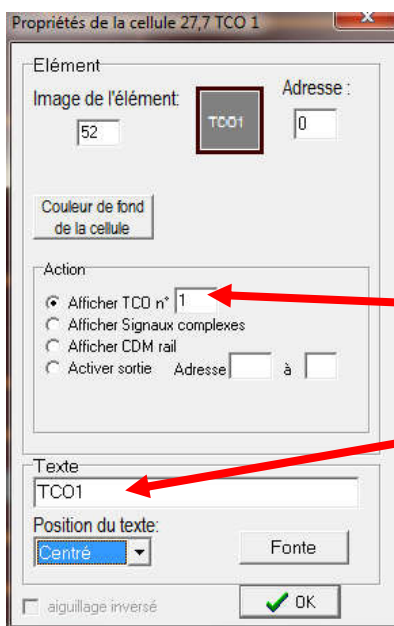 Propriétés de la cellule 27,7 TCO 1
Elément
Image de l'élément:
Adresse :
52
TCO1
0
Couleur de fond
de la cellule
Action
Afficher TCO n° 1
Afficher Signaux complexes
Afficher CDM rail
Activer sortie Adresse à
Texte
TCO1
Position du texte:
Centré
Fonte
aiguillage inversé
OK